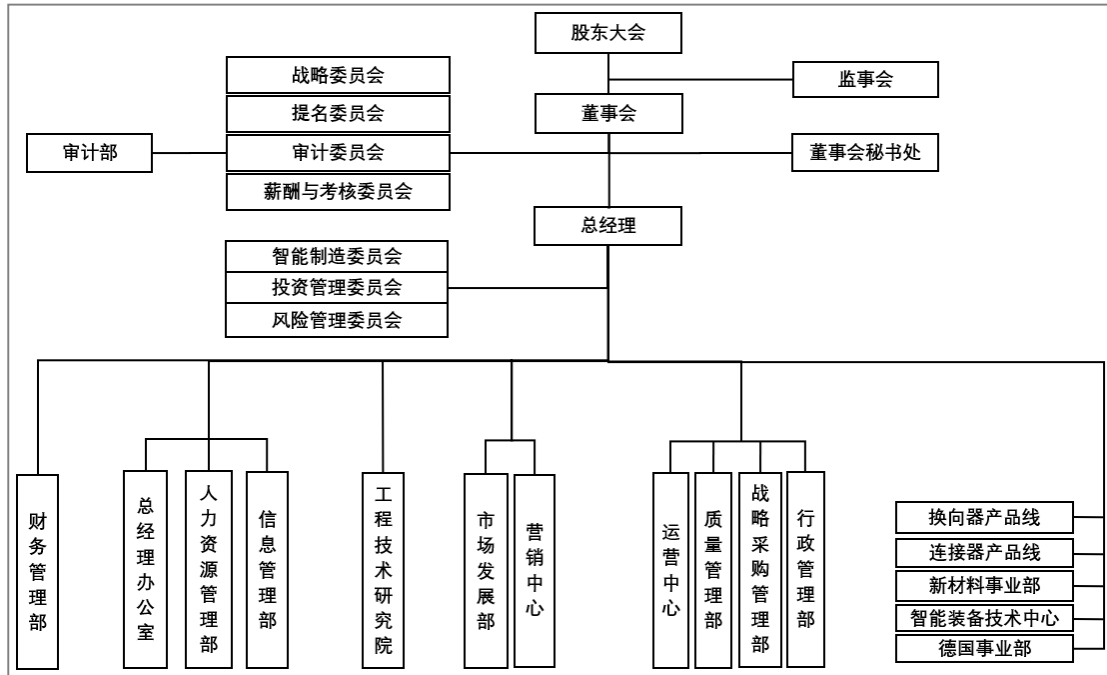 股东大会
战略委员会
监事会
提名委员会
董事会
审计部
审计委员会
董事会秘书处
薪酬与考核委员会
总经理
智能制造委员会
投资管理委员会
风险管理委员会
财务管理部
总经理办公室
人力资源管理部
信息管理部
工程技术研究院
市场发展部
营销中心
运营中心
质量管理部
战略采购管理部
行政管理部
换向器产品线
连接器产品线
新材料事业部
智能装备技术中心
德国事业部